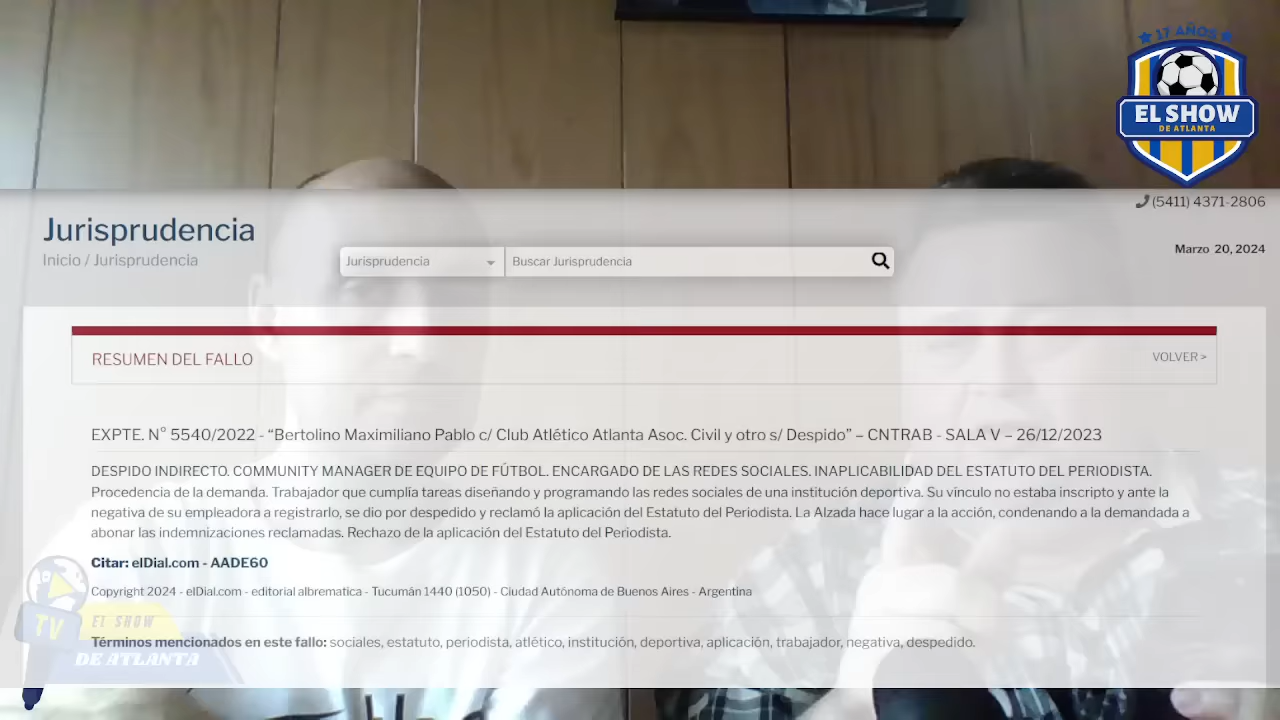 17 AÑOS
EL SHOW
DE ATLANTA
(5411) 4371-2806
Jurisprudencia
Inicio / Jurisprudencia
Jurisprudencia
Buscar Jurisprudencia
Marzo 20, 2024
RESUMEN DEL FALLO
VOLVER >
EXPTE. N° 5540/2022 - “Bertolino Maximiliano Pablo c/ Club Atlético Atlanta Asoc. Civil y otro s/ Despido” – CNTRAB - SALA V – 26/12/2023
DESPIDO INDIRECTO. COMMUNITY MANAGER DE EQUIPO DE FÚTBOL. ENCARGADO DE LAS REDES SOCIALES. INAPLICABILIDAD DEL ESTATUTO DEL PERIODISTA.
Procedencia de la demanda. Trabajador que cumplía tareas diseñando y programando las redes sociales de una institución deportiva. Su vínculo no estaba inscripto y ante la
negativa de su empleadora a registrarlo, se dio por despedido y reclamó la aplicación del Estatuto del Periodista. La Alzada hace lugar a la acción, condenando a la demandada a
abonar las indemnizaciones reclamadas. Rechazo de la aplicación del Estatuto del Periodista.
Citar: elDial.com - AADE60
Copyright 2024 - elDial.com - editorial albrematica - Tucumán 1440 (1050) - Ciudad Autónoma de Buenos Aires - Argentina
TV
EL SHOW
Términos mencionados en este fallo: sociales, estatuto, periodista, atlético, institución, deportiva, aplicación, trabajador, negativa, despedido.
DE ATLANTA